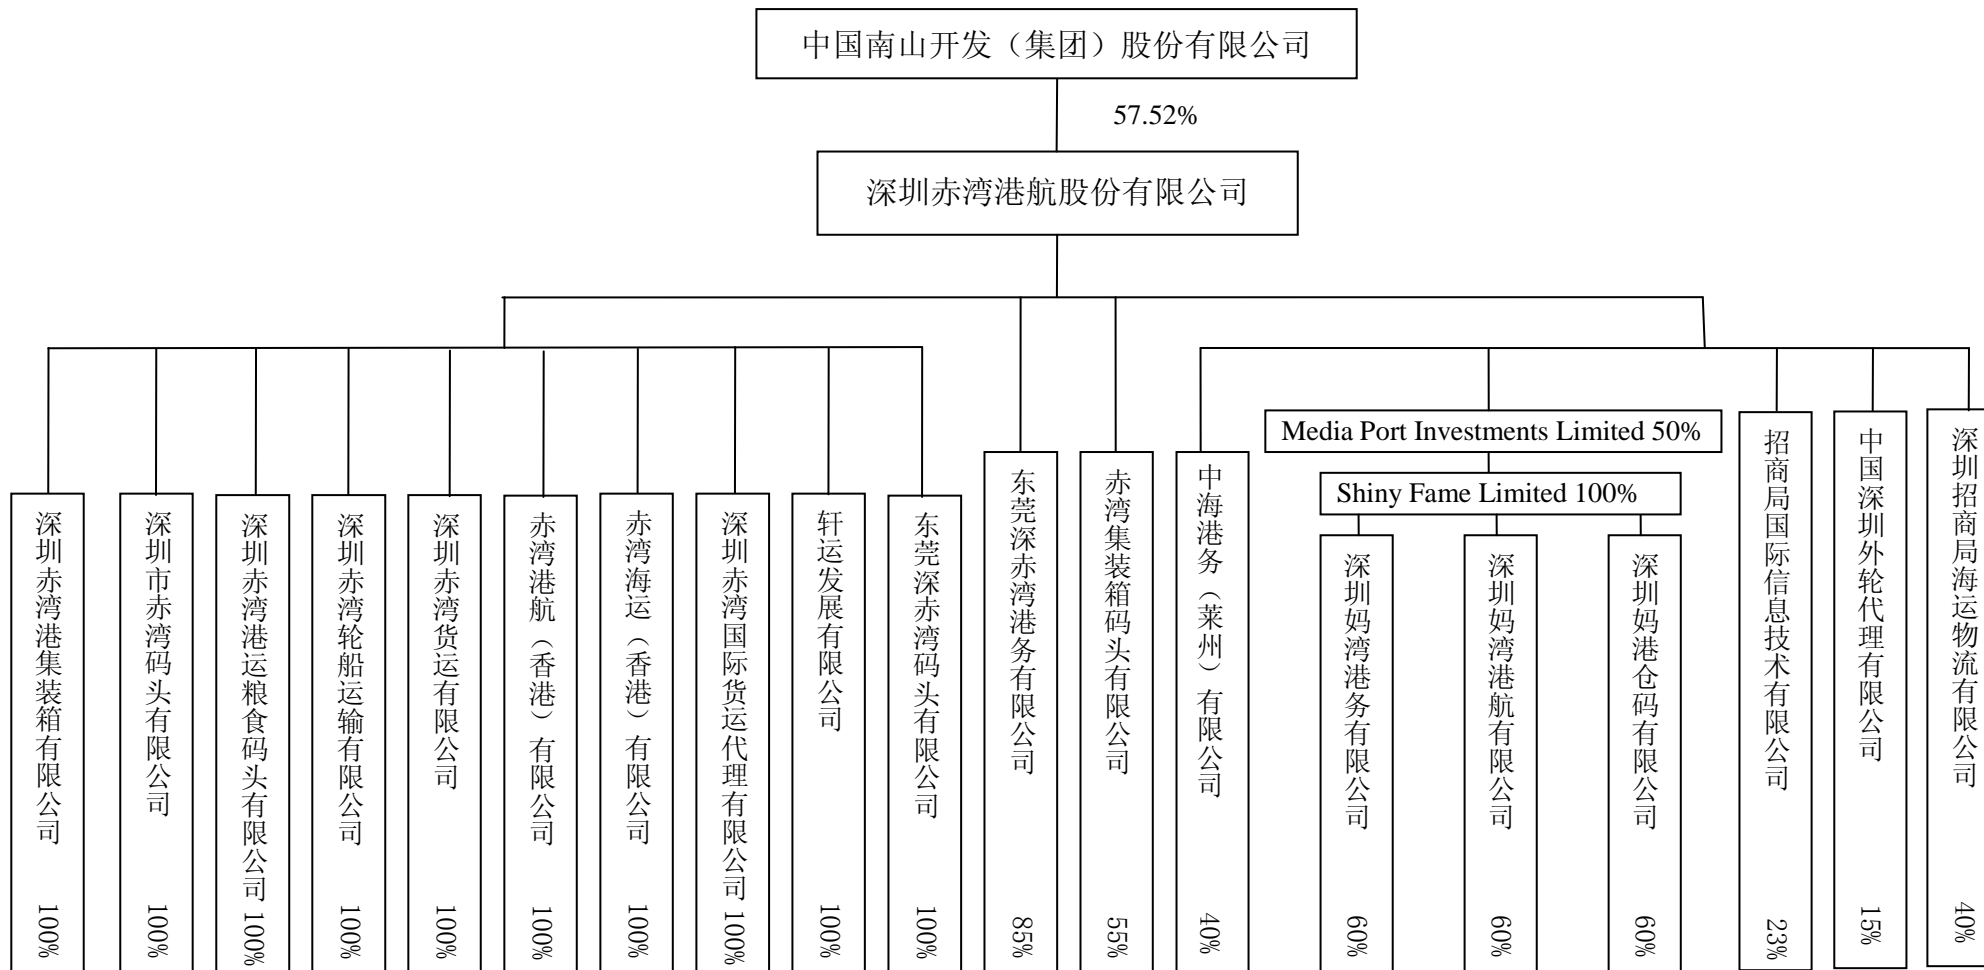 中国南山开发（集团）股份有限公司
57.52%
深圳赤湾港航股份有限公司
Media Port Investments Limited 50%
Shiny Fame Limited 100%
深圳赤湾港集装箱有限公司 100%
深圳市赤湾码头有限公司 100%
深圳赤湾港运粮食码头有限公司 100%
深圳赤湾轮船运输有限公司 100%
深圳赤湾货运有限公司 100%
赤湾港航（香港）有限公司 100%
赤湾海运（香港）有限公司 100%
深圳赤湾国际货运代理有限公司 100%
轩运发展有限公司 100%
东莞深赤湾码头有限公司 100%
东莞深赤湾港务有限公司 85%
赤湾集装箱码头有限公司 55%
中海港务（莱州）有限公司 40%
深圳妈湾港务有限公司 60%
深圳妈湾港航有限公司 60%
深圳妈港仓码有限公司 60%
招商局国际信息技术有限公司 23%
中国深圳外轮代理有限公司 15%
深圳招商局海运物流有限公司 40%